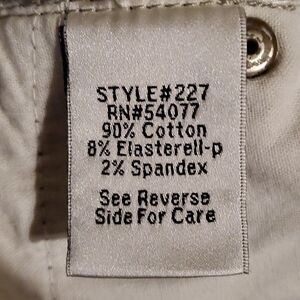 STYLE#227
RN#54077
90% Cotton
8% Elasterell-p
2% Spandex
See Reverse
Side For Care